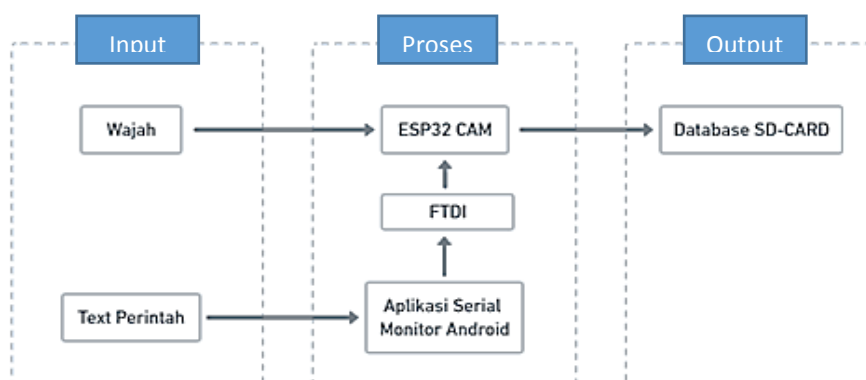 Input
Proses
Output
Wajah
ESP32 CAM
Database SD-CARD
FTDI
Text Perintah
Aplikasi Serial
Monitor Android